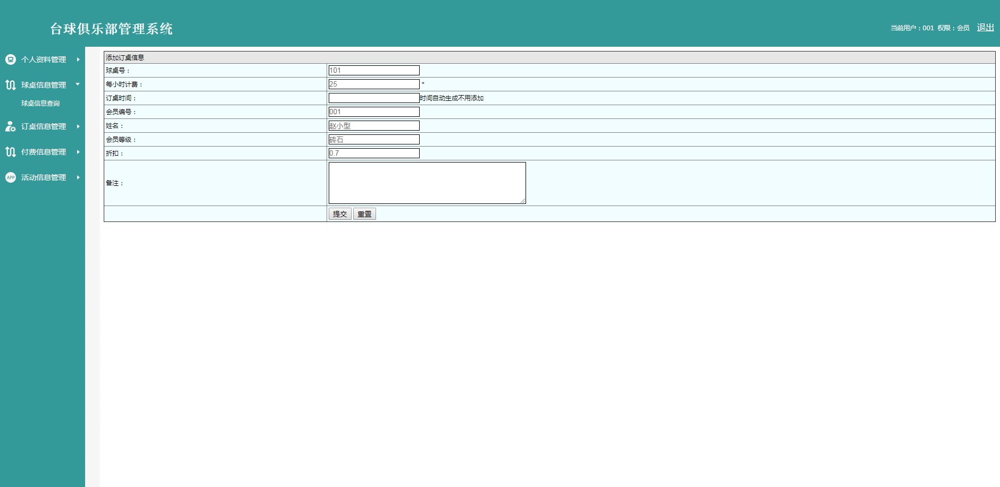 台球俱乐部管理系统
当前用户：001 权限：会员 退出
个人资料管理
球桌信息管理
球桌信息查询
订桌信息管理
付费信息管理
APP 活动信息管理
添加订桌信息
球桌号： 101
每小时计费： 25 *
订桌时间： 时间自动生成不用添加
会员编号： 001
姓名： 赵小型
会员等级： 砖石
折扣： 0.7
备注：
提交 重置